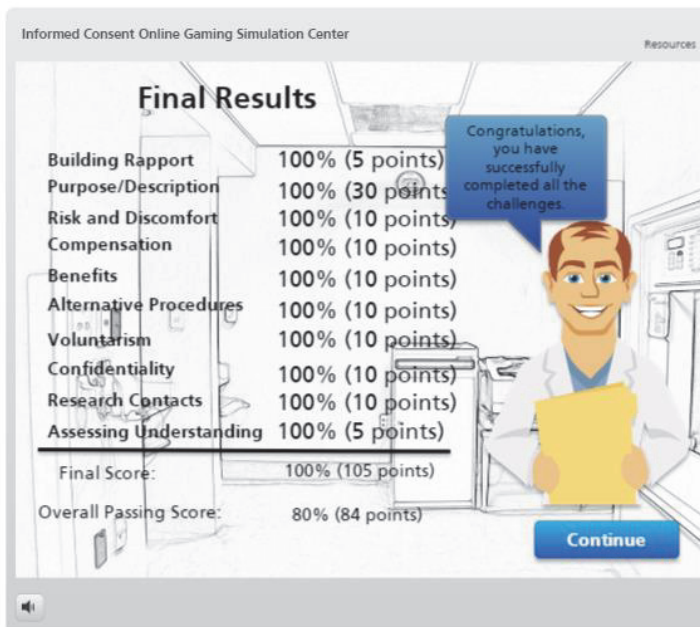 Informed Consent Online Gaming Simulation Center
Resources
Final Results
Congratulations,
you have
successfully
completed all the
challenges.
Building Rapport 100% (5 points)
Purpose/Description 100% (30 points
Risk and Discomfort 100% (10 points)
Compensation 100% (10 points)
Benefits 100% (10 points)
Alternative Procedures 100% (10 points)
Voluntarism 100% (10 points)
Confidentiality 100% (10 points)
Research Contacts 100% (10 points)
Assessing Understanding 100% (5 points)
Final Score: 100% (105 points)
Overall Passing Score: 80% (84 points)
Continue